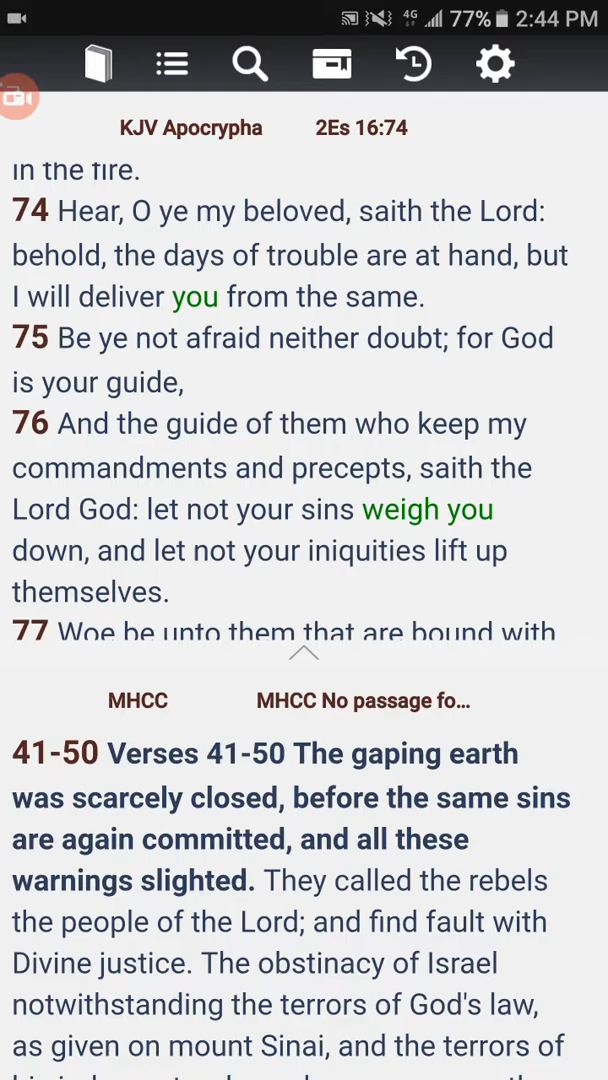 4G 77% 2:44 PM
KJV Apocrypha 2Es 16:74
in the fire.
74 Hear, O ye my beloved, saith the Lord:
behold, the days of trouble are at hand, but
I will deliver you from the same.
75 Be ye not afraid neither doubt; for God
is your guide,
76 And the guide of them who keep my
commandments and precepts, saith the
Lord God: let not your sins weigh you
down, and let not your iniquities lift up
themselves.
77 Woe be unto them that are bound with
MHCC MHCC No passage fo...
41-50 Verses 41-50 The gaping earth
was scarcely closed, before the same sins
are again committed, and all these
warnings slighted. They called the rebels
the people of the Lord; and find fault with
Divine justice. The obstinacy of Israel
notwithstanding the terrors of God's law,
as given on mount Sinai, and the terrors of